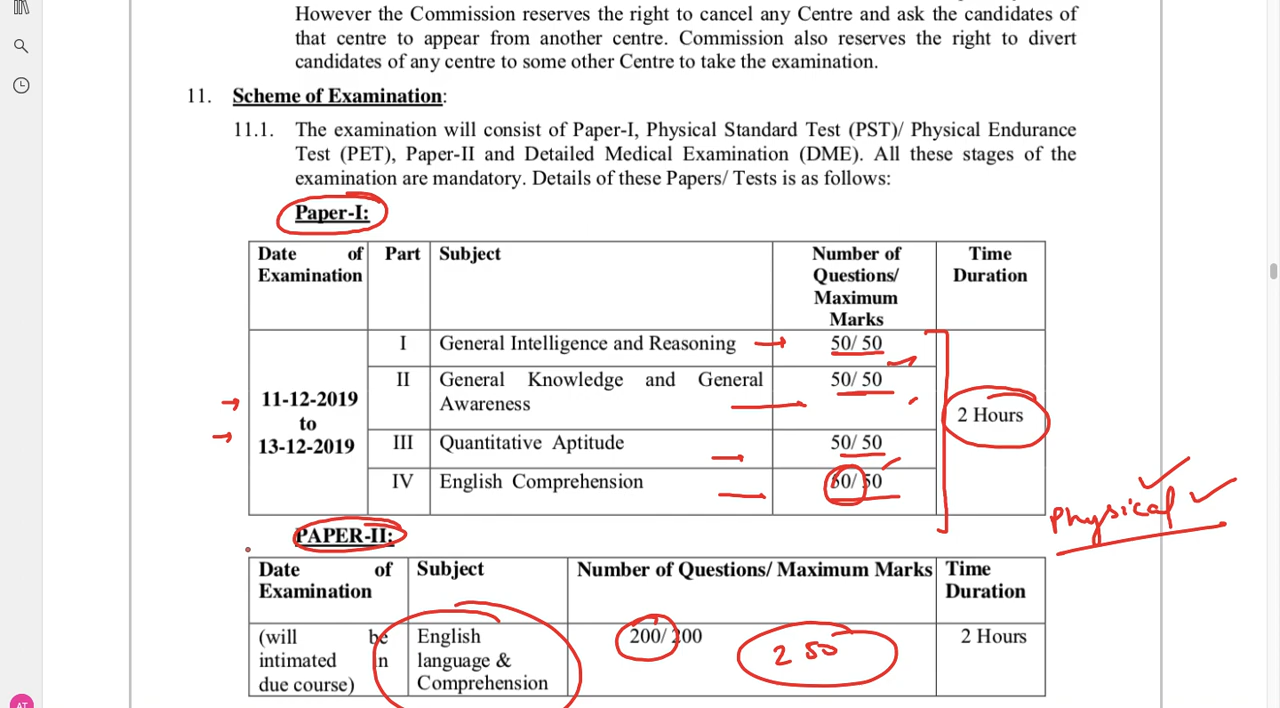 However the Commission reserves the right to cancel any Centre and ask the candidates of
that centre to appear from another centre. Commission also reserves the right to divert
candidates of any centre to some other Centre to take the examination.
11. Scheme of Examination:
11.1. The examination will consist of Paper-I, Physical Standard Test (PST)/ Physical Endurance
Test (PET), Paper-II and Detailed Medical Examination (DME). All these stages of the
examination are mandatory. Details of these Papers/ Tests is as follows:
Paper-I:
Date of Examination Part Subject Number of Questions/ Maximum Marks Time Duration
11-12-2019 to 13-12-2019
I General Intelligence and Reasoning 50/ 50
II General Knowledge and General Awareness 50/ 50
III Quantitative Aptitude 50/ 50
IV English Comprehension 50/ 50
2 Hours
Physical
PAPER-II:
Date of Examination Subject Number of Questions/ Maximum Marks Time Duration
(will be intimated in due course) English language & Comprehension 200/ 200 2 Hours
250
AT